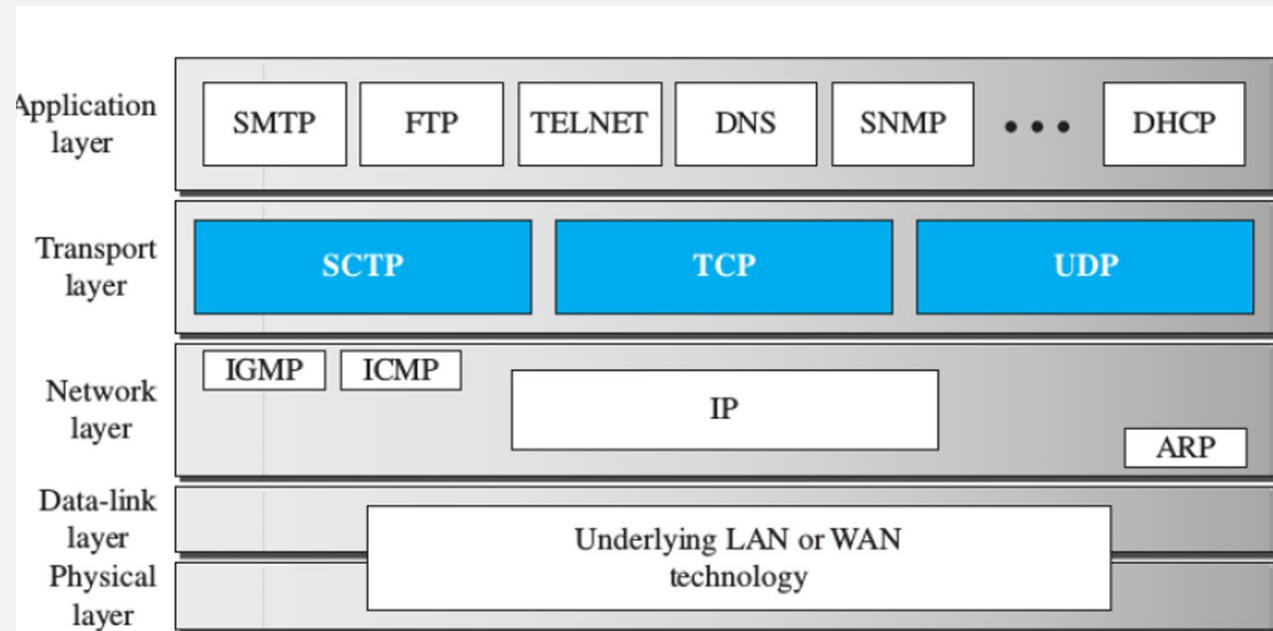 Application
layer
SMTP
FTP
TELNET
DNS
SNMP
• • •
DHCP
Transport
layer
SCTP
TCP
UDP
Network
layer
IGMP
ICMP
IP
ARP
Data-link
layer
Physical
layer
Underlying LAN or WAN
technology